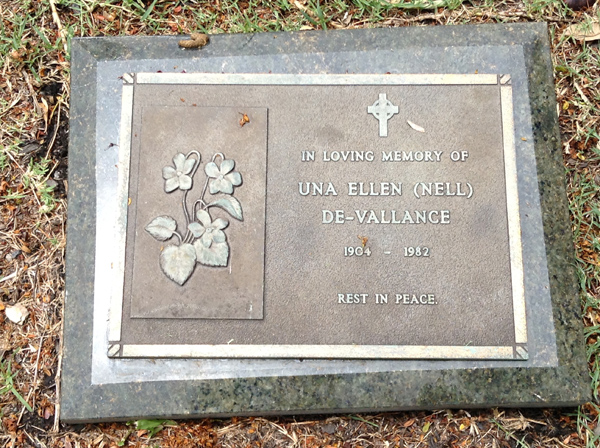 IN LOVING MEMORY OF
UNA ELLEN (NELL)
DE-VALLANCE
1904 - 1982
REST IN PEACE.